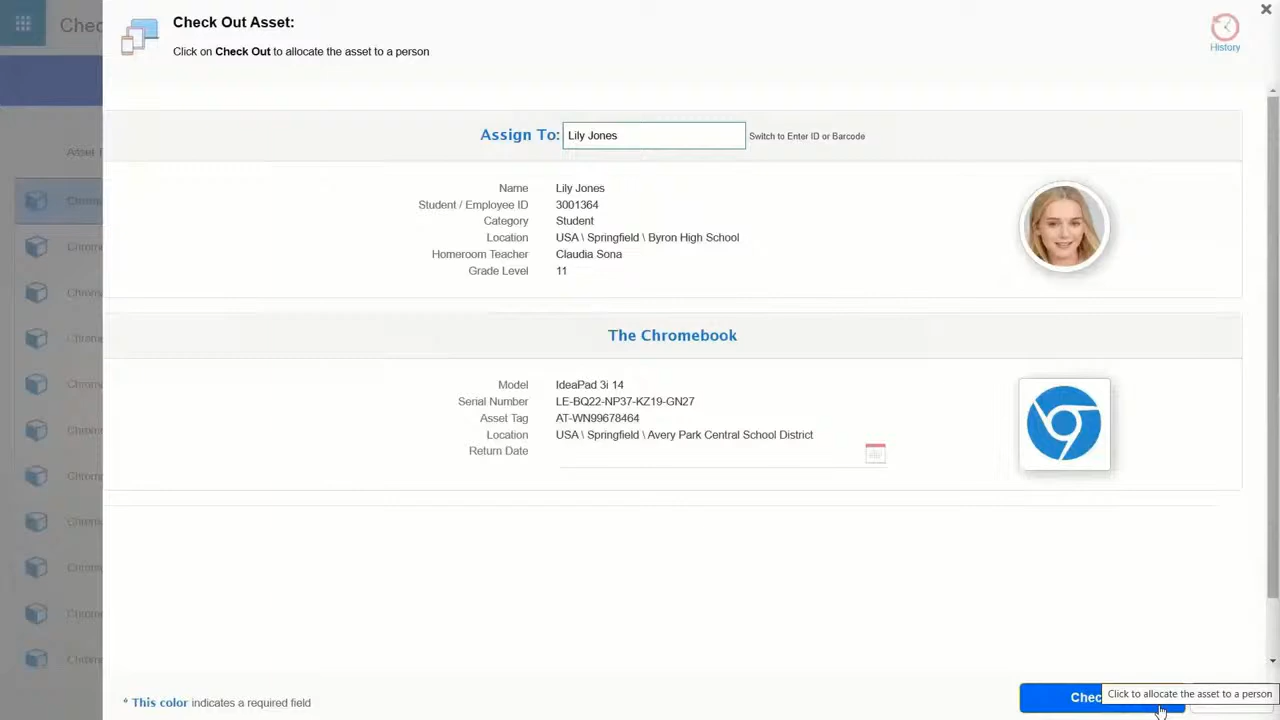 Check Out Asset:
Click on Check Out to allocate the asset to a person
History
Assign To: Lily Jones Switch to Enter ID or Barcode
Name Lily Jones
Student / Employee ID 3001364
Category Student
Location USA \ Springfield \ Byron High School
Homeroom Teacher Claudia Sona
Grade Level 11
The Chromebook
Model IdeaPad 3i 14
Serial Number LE-BQ22-NP37-KZ19-GN27
Asset Tag AT-WN99678464
Location USA \ Springfield \ Avery Park Central School District
Return Date
* This color indicates a required field
Click to allocate the asset to a person